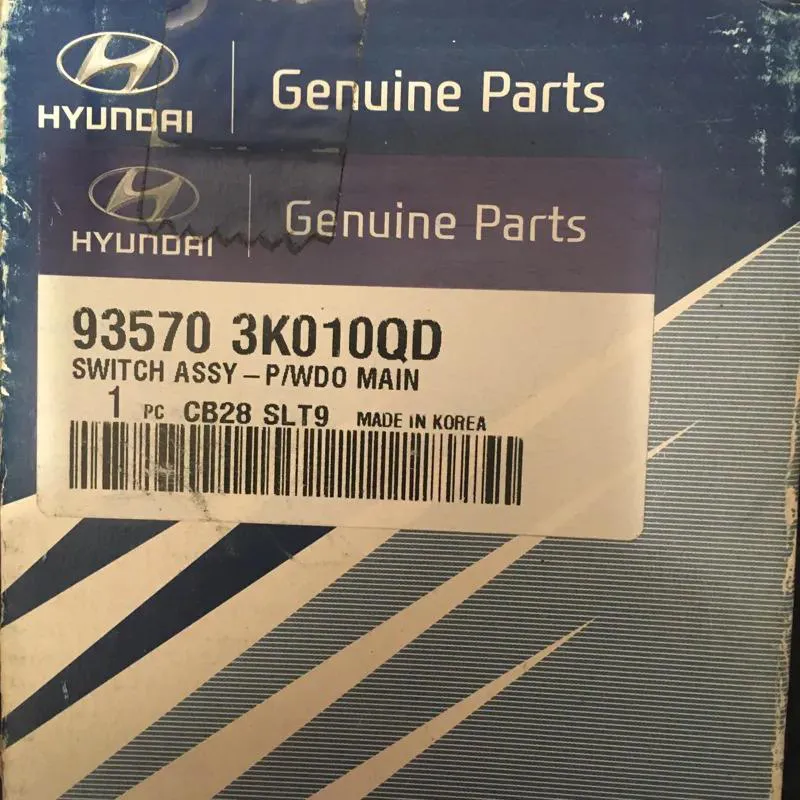 HYUNDAI
Genuine Parts
HYUNDAI
Genuine Parts
93570 3K010QD
SWITCH ASSY – P/WDO MAIN
1 PC CB28 SLT9 MADE IN KOREA